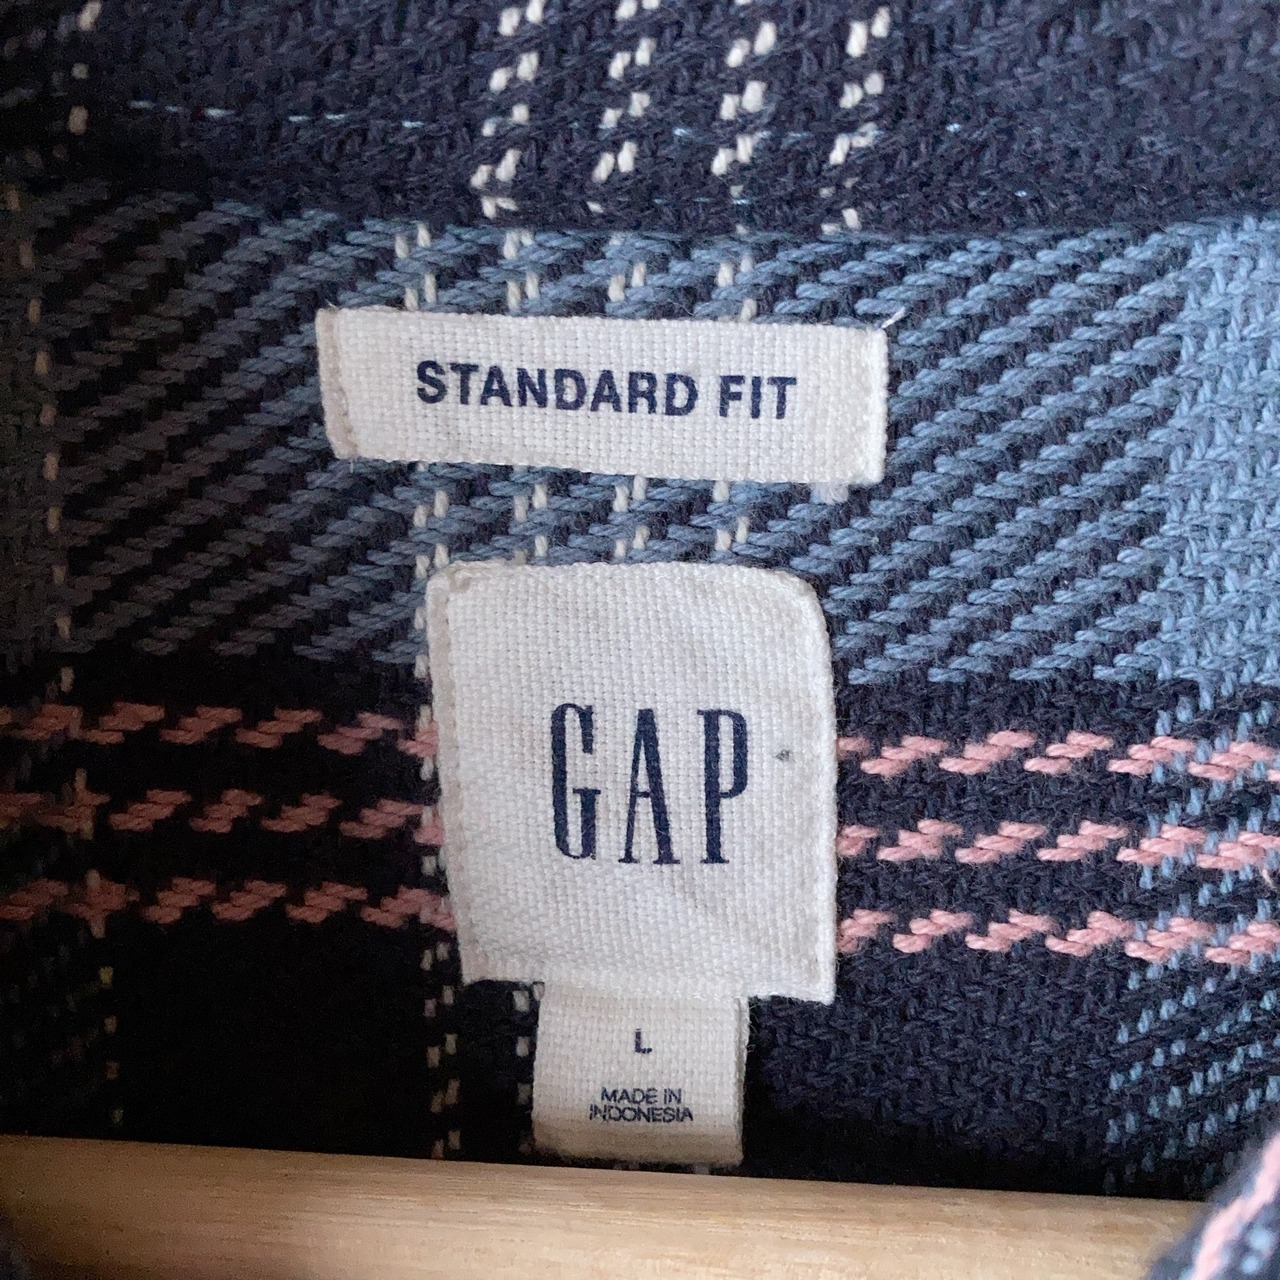 STANDARD FIT
GAP
L
MADE IN
INDONESIA